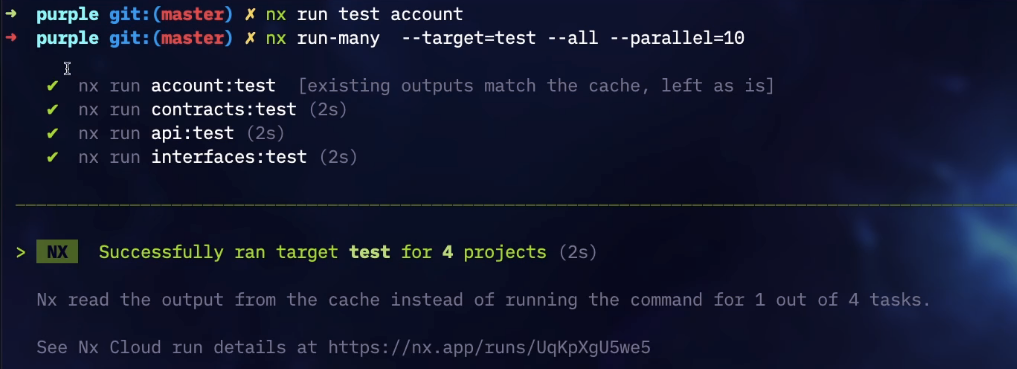 ➜ purple git:(master) ✗ nx run test account
➜ purple git:(master) ✗ nx run-many --target=test --all --parallel=10
✔ nx run account:test [existing outputs match the cache, left as is]
✔ nx run contracts:test (2s)
✔ nx run api:test (2s)
✔ nx run interfaces:test (2s)
> NX Successfully ran target test for 4 projects (2s)
Nx read the output from the cache instead of running the command for 1 out of 4 tasks.
See Nx Cloud run details at https://nx.app/runs/UqKpXgU5we5